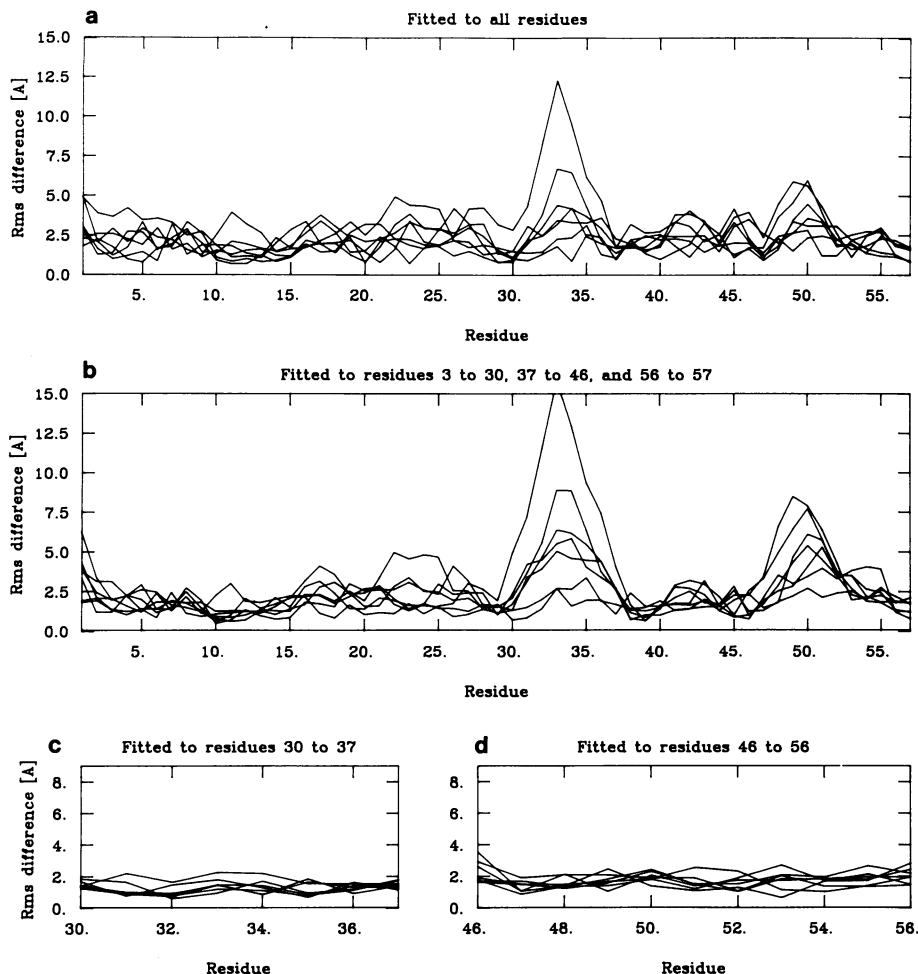 a
Fitted to all residues
15.0
12.5
10.0
7.5
5.0
2.5
0.0
Rms difference [A]
5. 10. 15. 20. 25. 30. 35. 40. 45. 50. 55.
Residue
b
Fitted to residues 3 to 30, 37 to 46, and 56 to 57
15.0
12.5
10.0
7.5
5.0
2.5
0.0
Rms difference [A]
5. 10. 15. 20. 25. 30. 35. 40. 45. 50. 55.
Residue
c
Fitted to residues 30 to 37
8.
6.
4.
2.
0.
Rms difference [A]
30. 32. 34. 36.
Residue
d
Fitted to residues 46 to 56
8.
6.
4.
2.
0.
46. 48. 50. 52. 54. 56.
Residue